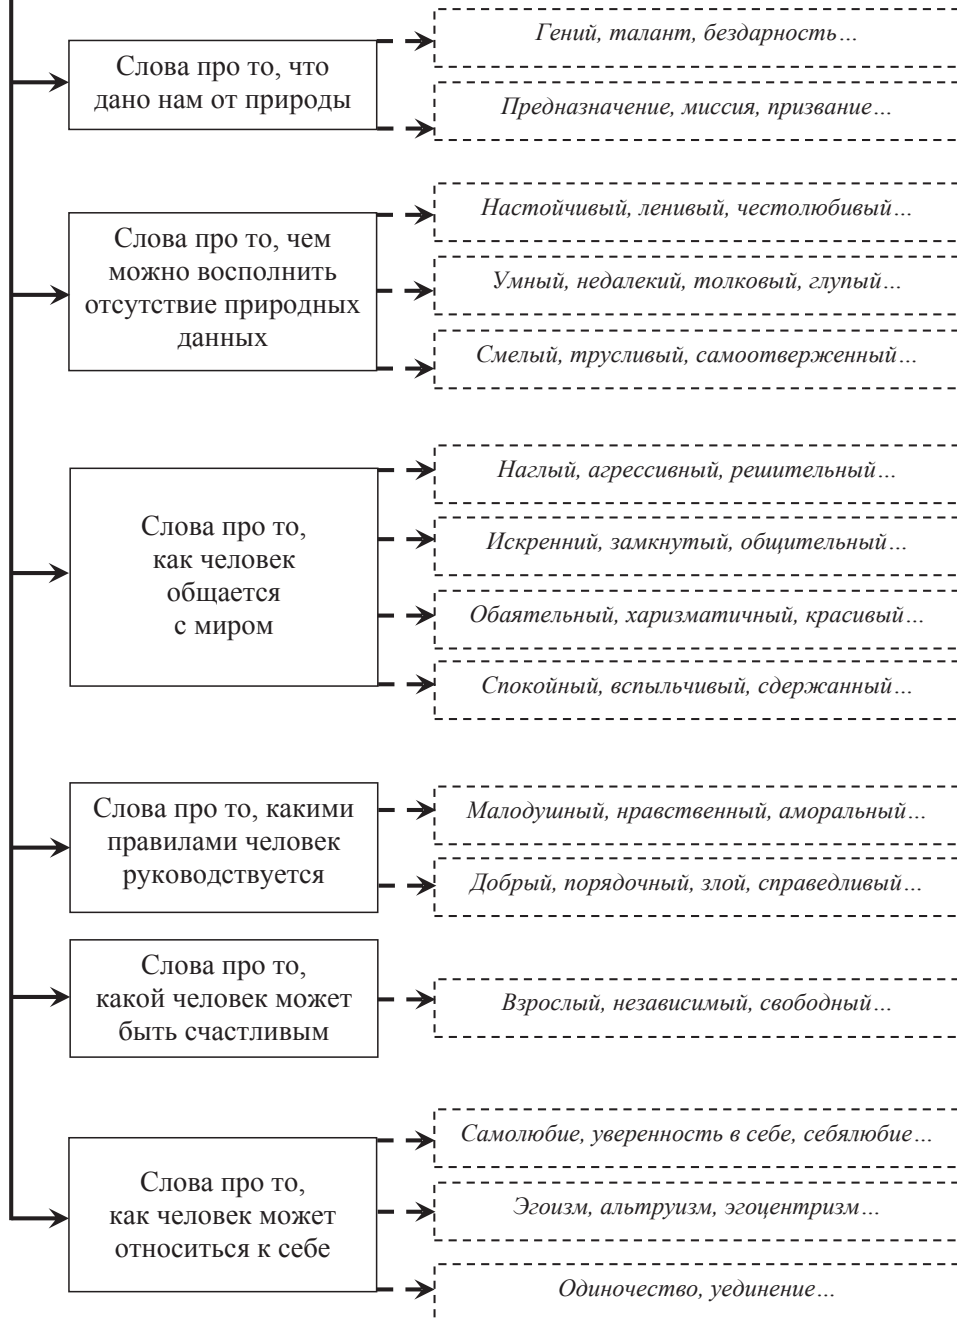 Слова про то, что
дано нам от природы
Гений, талант, бездарность…
Предназначение, миссия, призвание…
Слова про то, чем
можно восполнить
отсутствие природных
данных
Настойчивый, ленивый, честолюбивый…
Умный, недалекий, толковый, глупый…
Смелый, трусливый, самоотверженный…
Слова про то,
как человек
общается
с миром
Наглый, агрессивный, решительный…
Искренний, замкнутый, общительный…
Обаятельный, харизматичный, красивый…
Спокойный, вспыльчивый, сдержанный…
Слова про то, какими
правилами человек
руководствуется
Малодушный, нравственный, аморальный…
Добрый, порядочный, злой, справедливый…
Слова про то,
какой человек может
быть счастливым
Взрослый, независимый, свободный…
Слова про то,
как человек может
относиться к себе
Самолюбие, уверенность в себе, себялюбие…
Эгоизм, альтруизм, эгоцентризм…
Одиночество, уединение…